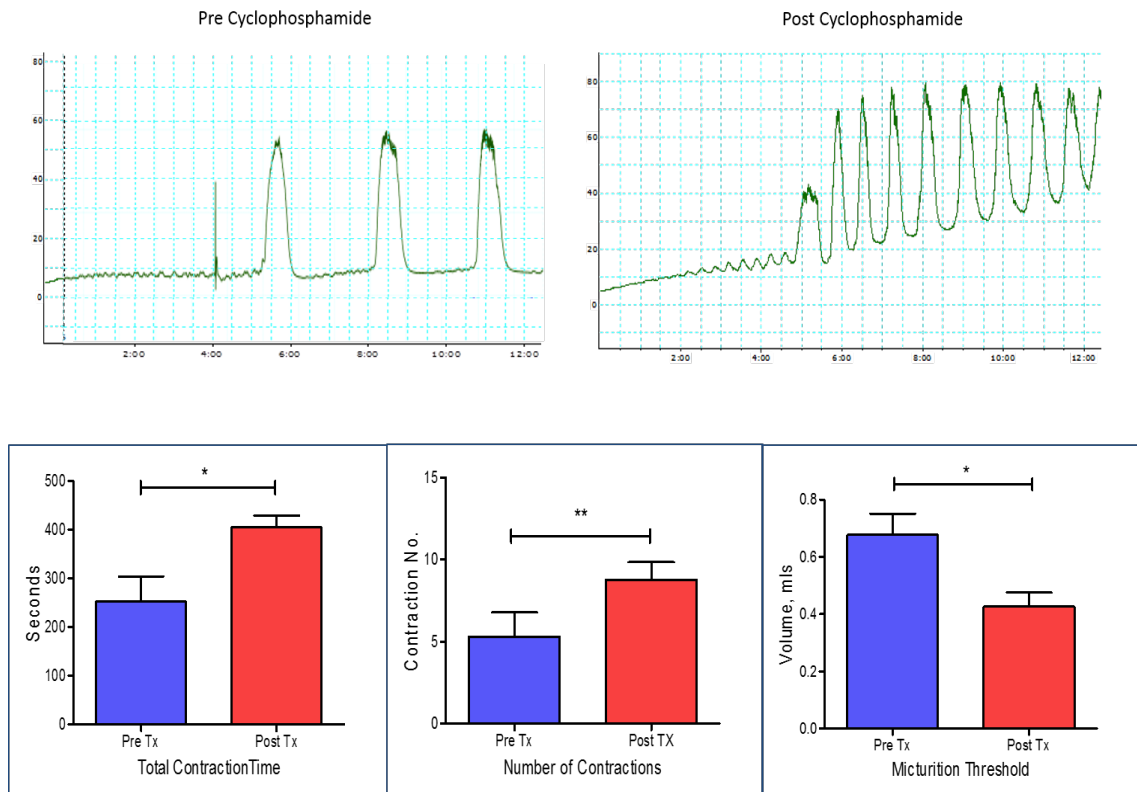 Pre Cyclophosphamide
80
60
40
20
0
2:00 4:00 6:00 8:00 10:00 12:00
Post Cyclophosphamide
80
60
40
20
0
2:00 4:00 6:00 8:00 10:00 12:00
500
400
300
200
100
0
Seconds
*
Pre Tx Post Tx
Total ContractionTime
15
10
5
0
Contraction No.
**
Pre Tx Post TX
Number of Contractions
0.8
0.6
0.4
0.2
0.0
Volume, mls
*
Pre Tx Post Tx
Micturition Threshold